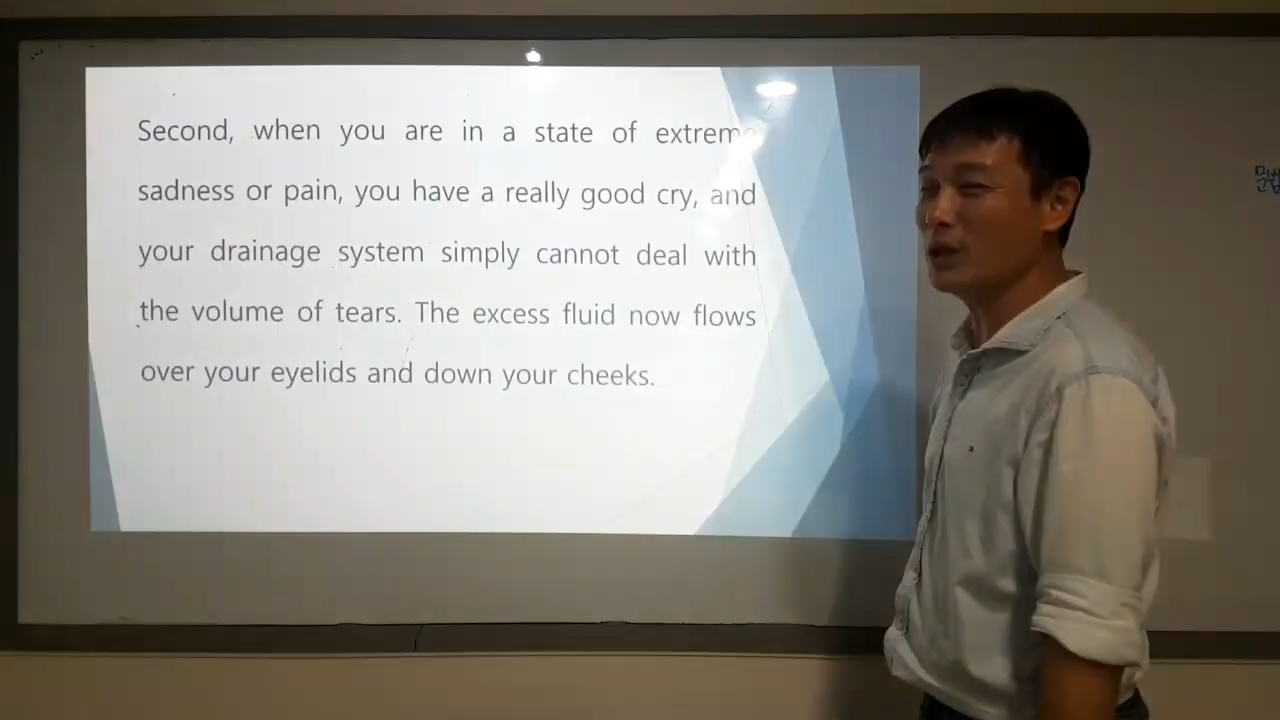 Second, when you are in a state of extreme
sadness or pain, you have a really good cry, and
your drainage system simply cannot deal with
the volume of tears. The excess fluid now flows
over your eyelids and down your cheeks.